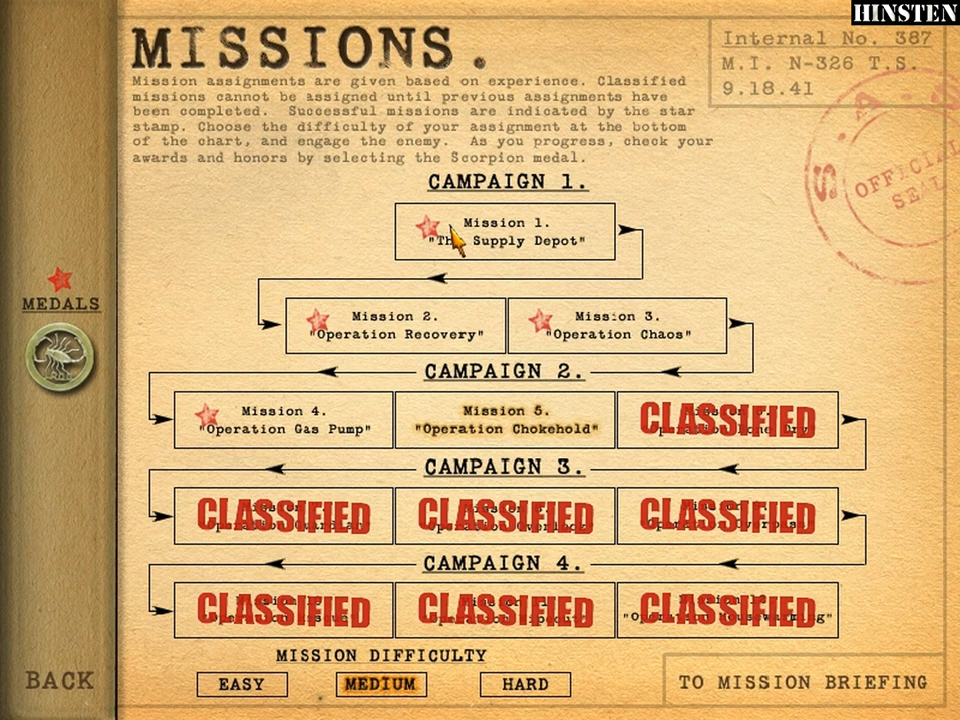 HINSTEN
MISSIONS.
Internal No. 387
M.I. N-326 T.S.
9.18.41
Mission assignments are given based on experience. Classified
missions cannot be assigned until previous assignments have
been completed. Successful missions are indicated by the star
stamp. Choose the difficulty of your assignment at the bottom
of the chart, and engage the enemy. As you progress, check your
awards and honors by selecting the Scorpion medal.
OFFICIAL
SEAL
CAMPAIGN 1.
Mission 1.
"The Supply Depot"
MEDALS
Mission 2.
"Operation Recovery"
Mission 3.
"Operation Chaos"
CAMPAIGN 2.
Mission 4.
"Operation Gas Pump"
Mission 5.
"Operation Chokehold"
CLASSIFIED
CAMPAIGN 3.
CLASSIFIED
CLASSIFIED
CLASSIFIED
CAMPAIGN 4.
CLASSIFIED
CLASSIFIED
CLASSIFIED
MISSION DIFFICULTY
EASY
MEDIUM
HARD
BACK
TO MISSION BRIEFING